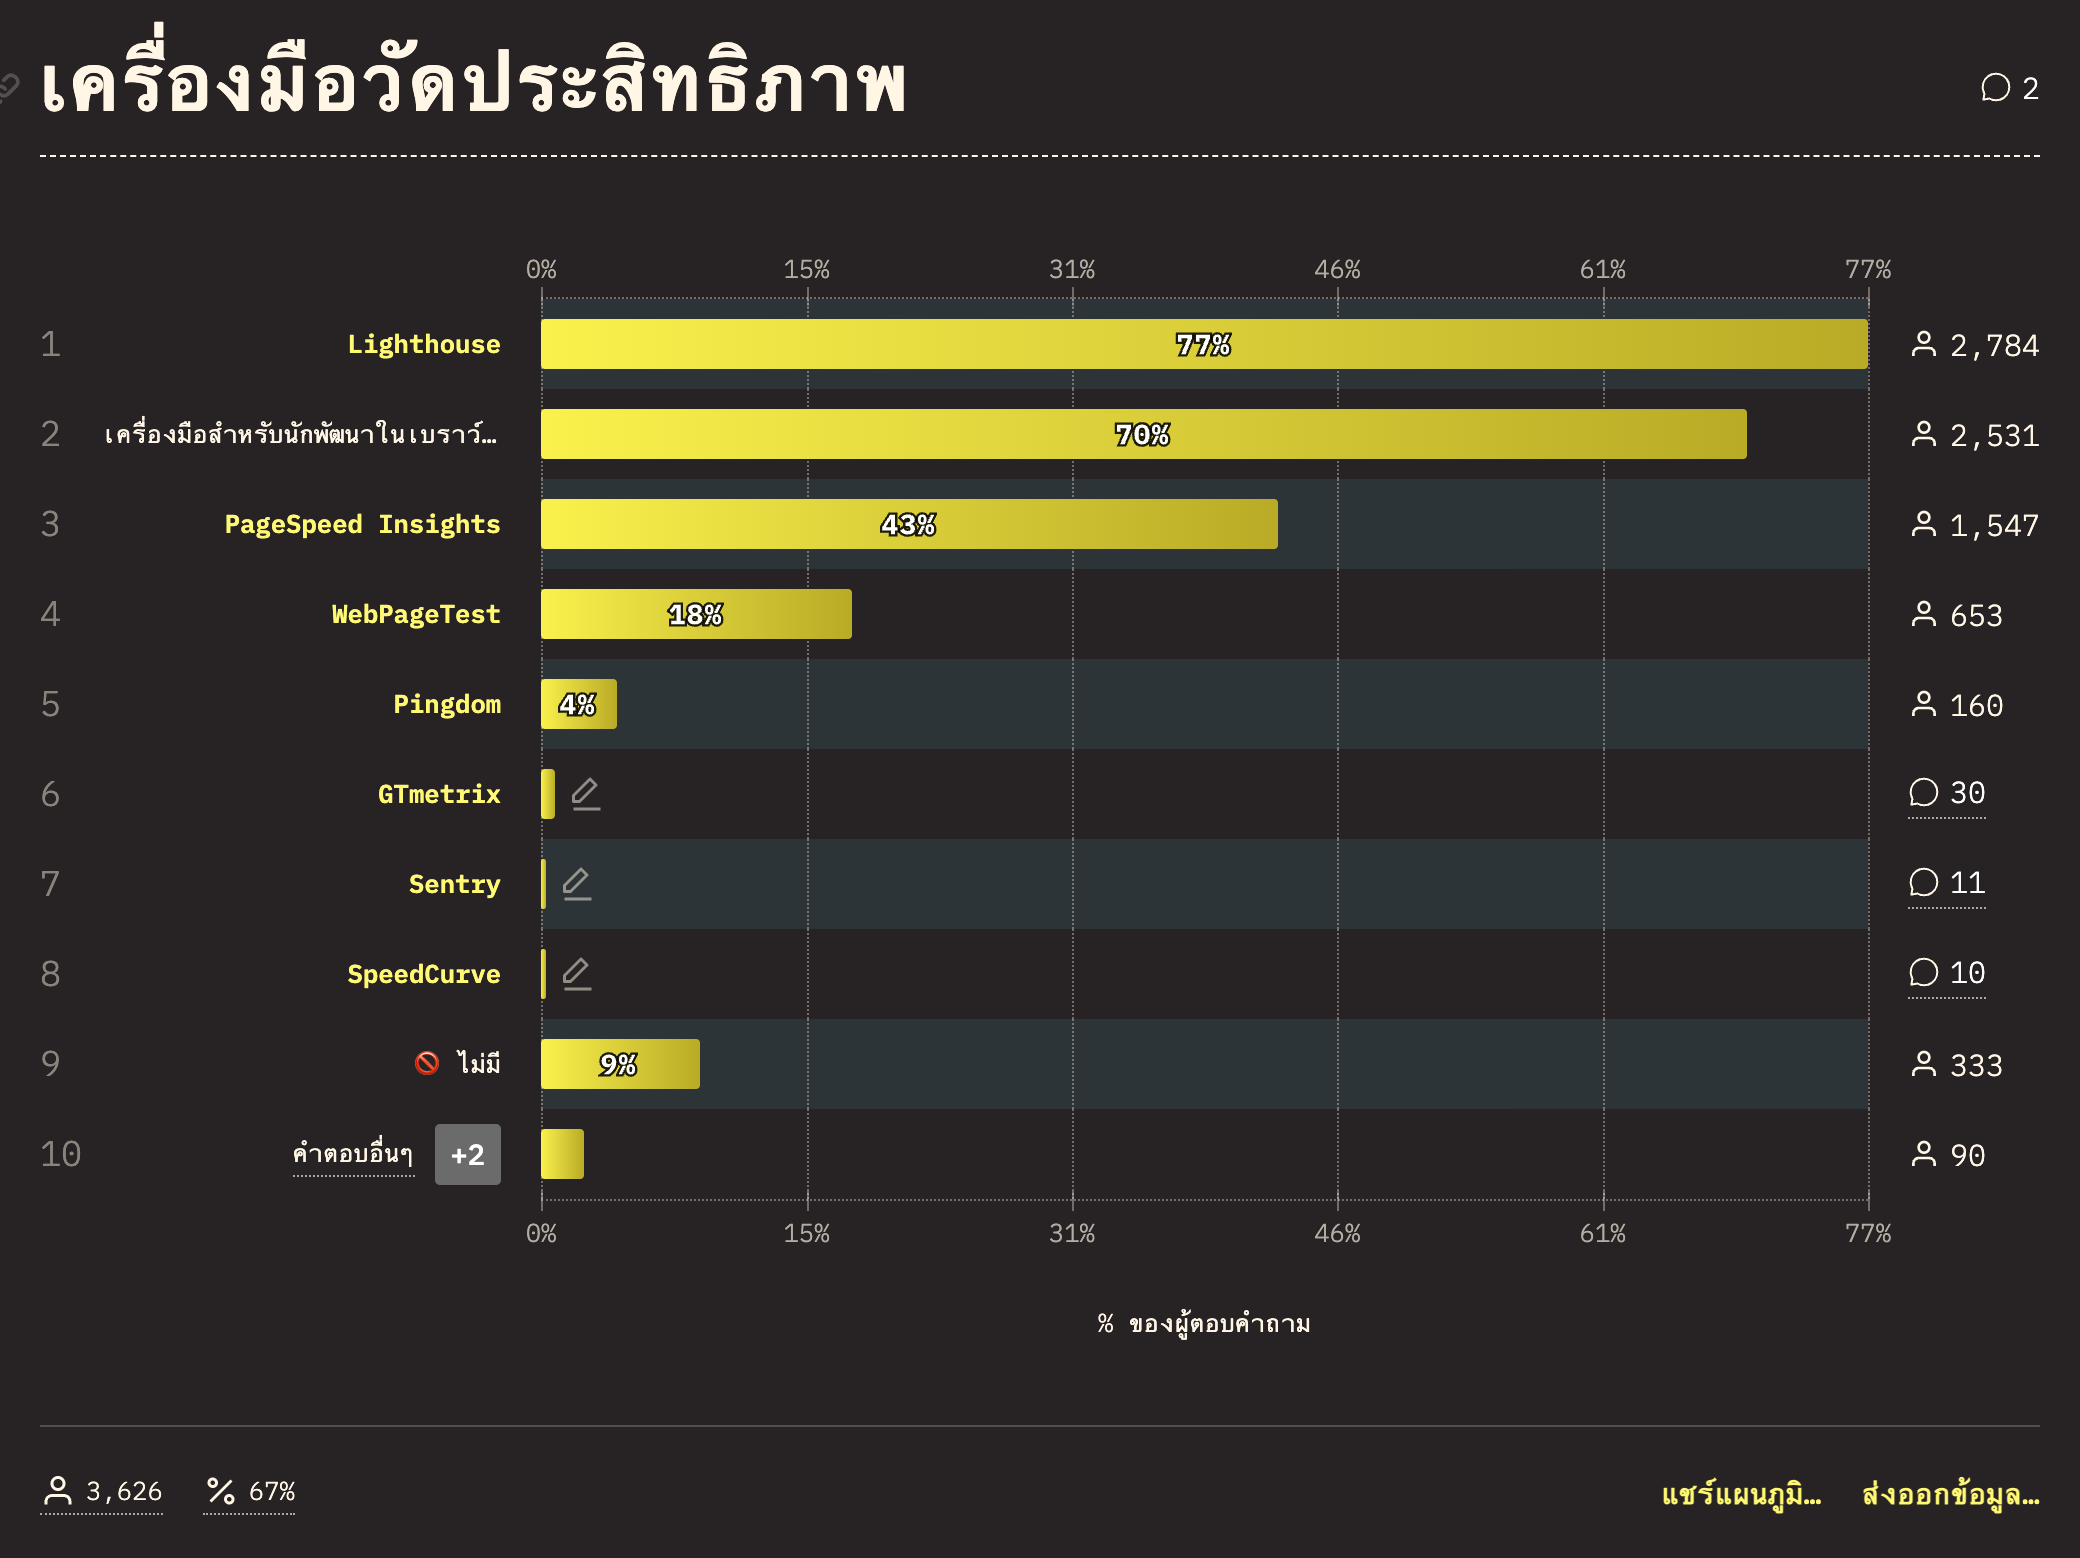 เครื่องมือวัดประสิทธิภาพ
2
0% 15% 31% 46% 61% 77%
1 Lighthouse 77% 2,784
2 เครื่องมือสำหรับนักพัฒนาในเบราว์… 70% 2,531
3 PageSpeed Insights 43% 1,547
4 WebPageTest 18% 653
5 Pingdom 4% 160
6 GTmetrix 30
7 Sentry 11
8 SpeedCurve 10
9 🚫 ไม่มี 9% 333
10 คำตอบอื่นๆ +2 90
0% 15% 31% 46% 61% 77%
% ของผู้ตอบคำถาม
3,626 % 67% แชร์แผนภูมิ… ส่งออกข้อมูล…